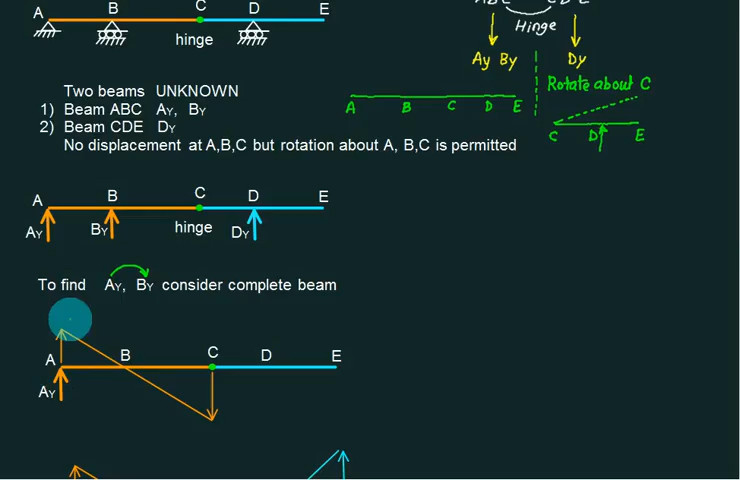 A B C D E
hinge
ABC CDE
Hinge
Ay By Dy
Two beams UNKNOWN
1) Beam ABC AY, BY
2) Beam CDE DY
No displacement at A,B,C but rotation about A, B,C is permitted
A B C D E
Rotate about C
C D E
A B C D E
hinge
AY BY DY
To find AY, BY consider complete beam
A B C D E
AY